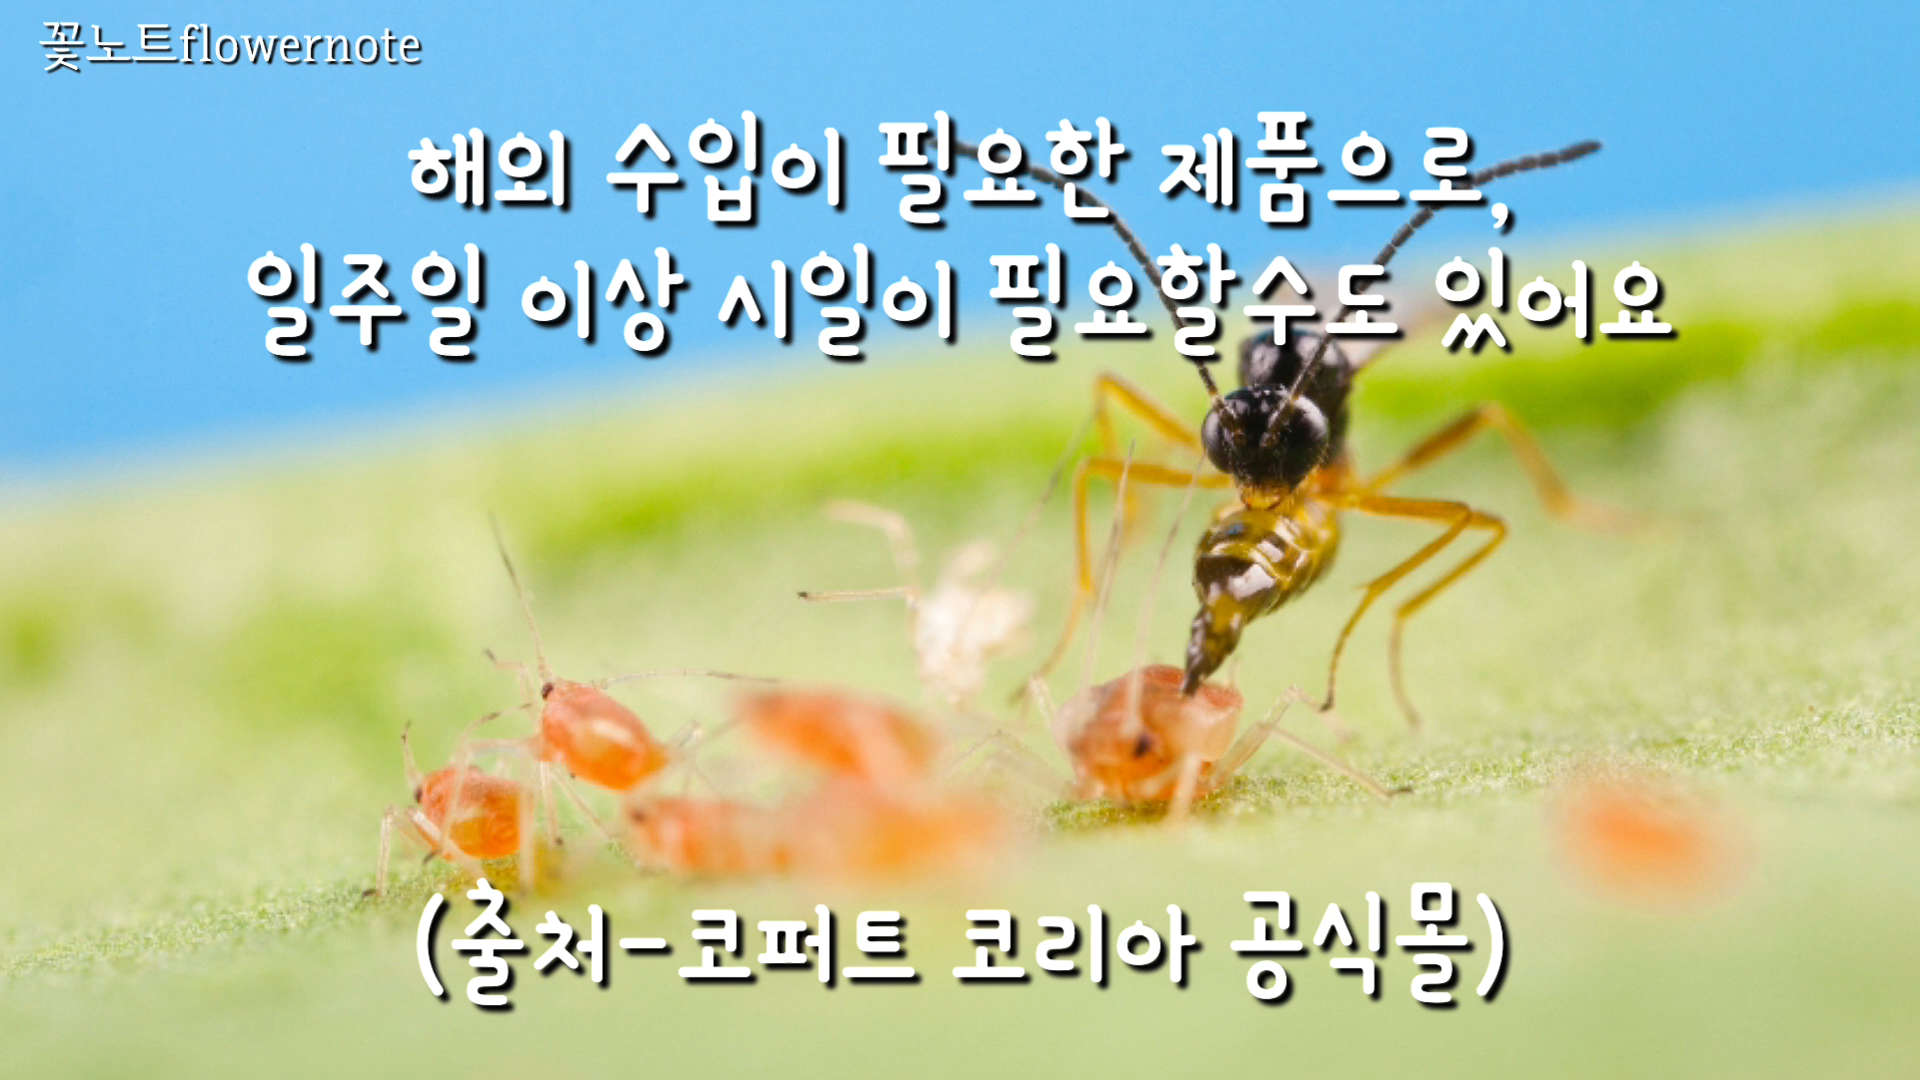 꽃노트flowernote
해외 수입이 필요한 제품으로,
일주일 이상 시일이 필요할수도 있어요
(출처-코퍼트 코리아 공식몰)